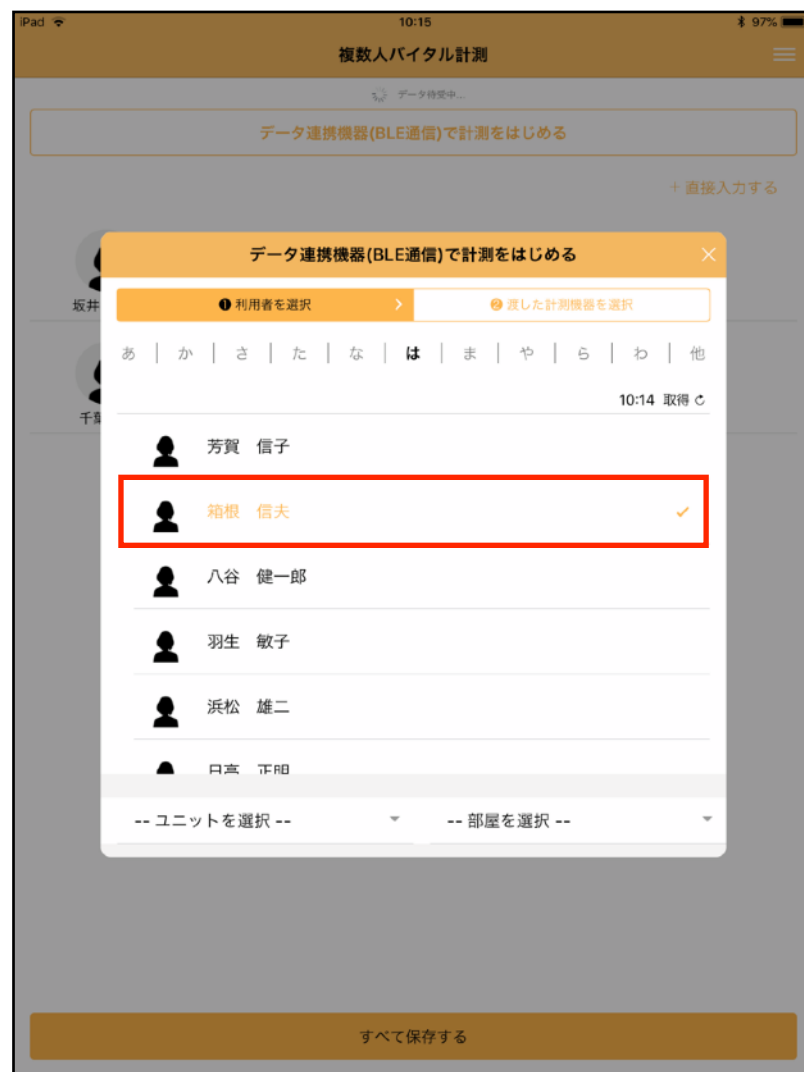 iPad 10:15 97%
複数人バイタル計測
データ待受中...
データ連携機器(BLE通信)で計測をはじめる
+ 直接入力する
データ連携機器(BLE通信)で計測をはじめる ×
❶ 利用者を選択 > ❷ 渡した計測機器を選択
坂井
あ | か | さ | た | な | は | ま | や | ら | わ | 他
10:14 取得
千葉
芳賀 信子
箱根 信夫
八谷 健一郎
羽生 敏子
浜松 雄二
日高 正明
-- ユニットを選択 -- -- 部屋を選択 --
すべて保存する